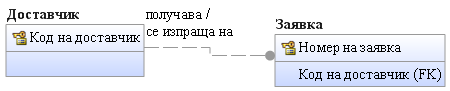 Доставчик
Код на доставчик
получава /
се изпраща на
Заявка
Номер на заявка
Код на доставчик (FK)